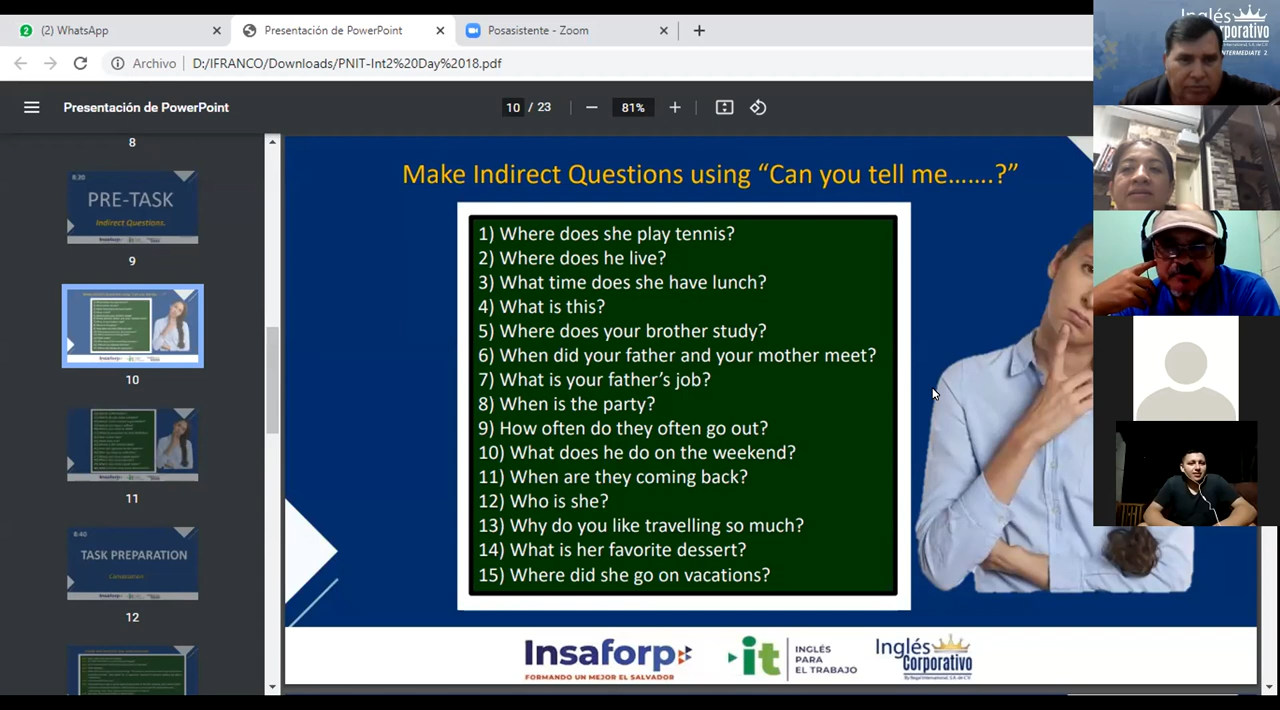 (2) WhatsApp
Presentación de PowerPoint
Posasistente - Zoom
Archivo
D:/IFRANCO/Downloads/PNIT-Int2%20Day%2018.pdf
Presentación de PowerPoint
10 / 23
81%
Inglés
orporativo
INTERMEDIATE 2
8
8:20
PRE-TASK
Indirect Questions.
9
10
11
8:40
TASK PREPARATION
12
Make Indirect Questions using “Can you tell me…….?”
1) Where does she play tennis?
2) Where does he live?
3) What time does she have lunch?
4) What is this?
5) Where does your brother study?
6) When did your father and your mother meet?
7) What is your father’s job?
8) When is the party?
9) How often do they often go out?
10) What does he do on the weekend?
11) When are they coming back?
12) Who is she?
13) Why do you like travelling so much?
14) What is her favorite dessert?
15) Where did she go on vacations?
Insaforp
FORMANDO UN MEJOR EL SALVADOR
it
INGLÉS
PARA
EL TRABAJO
Inglés
Corporativo